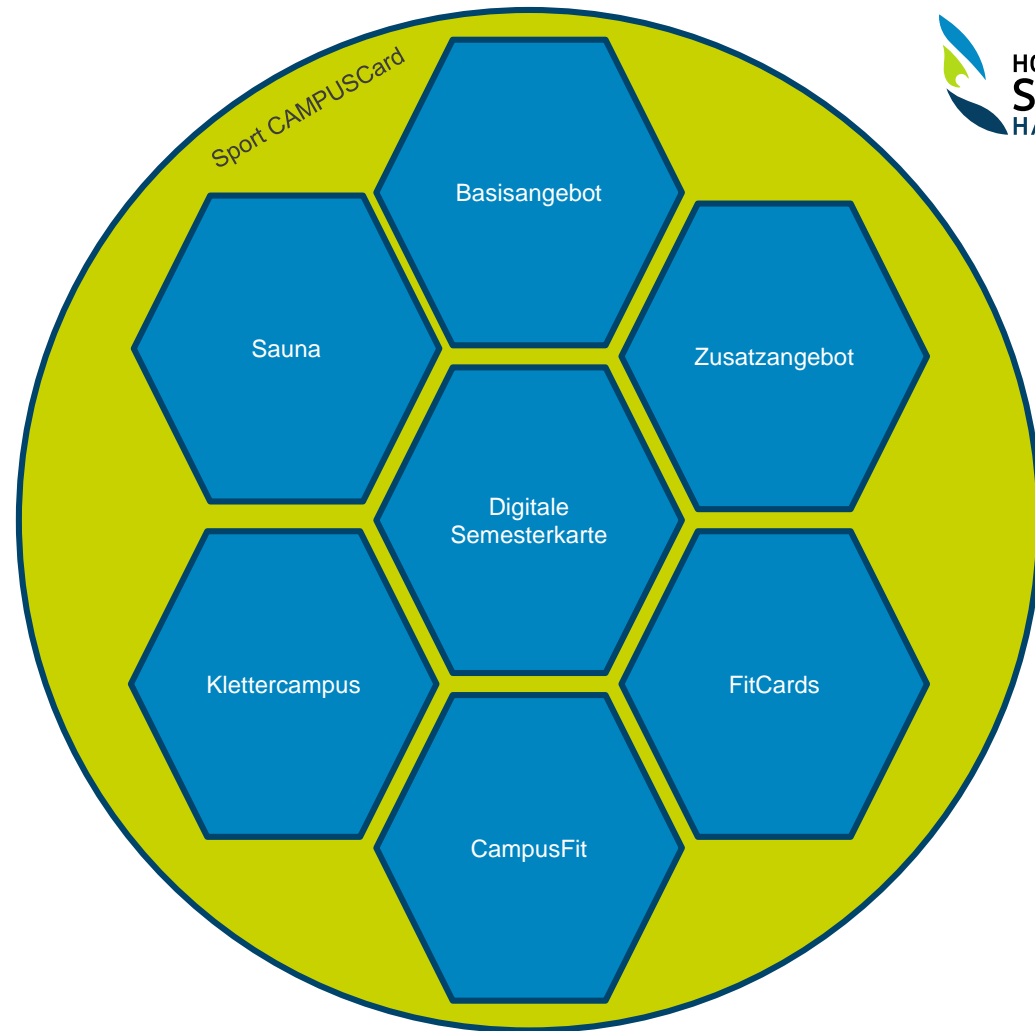 Sport CAMPUSCard
Basisangebot
Sauna
Zusatzangebot
Digitale
Semesterkarte
Klettercampus
FitCards
CampusFit